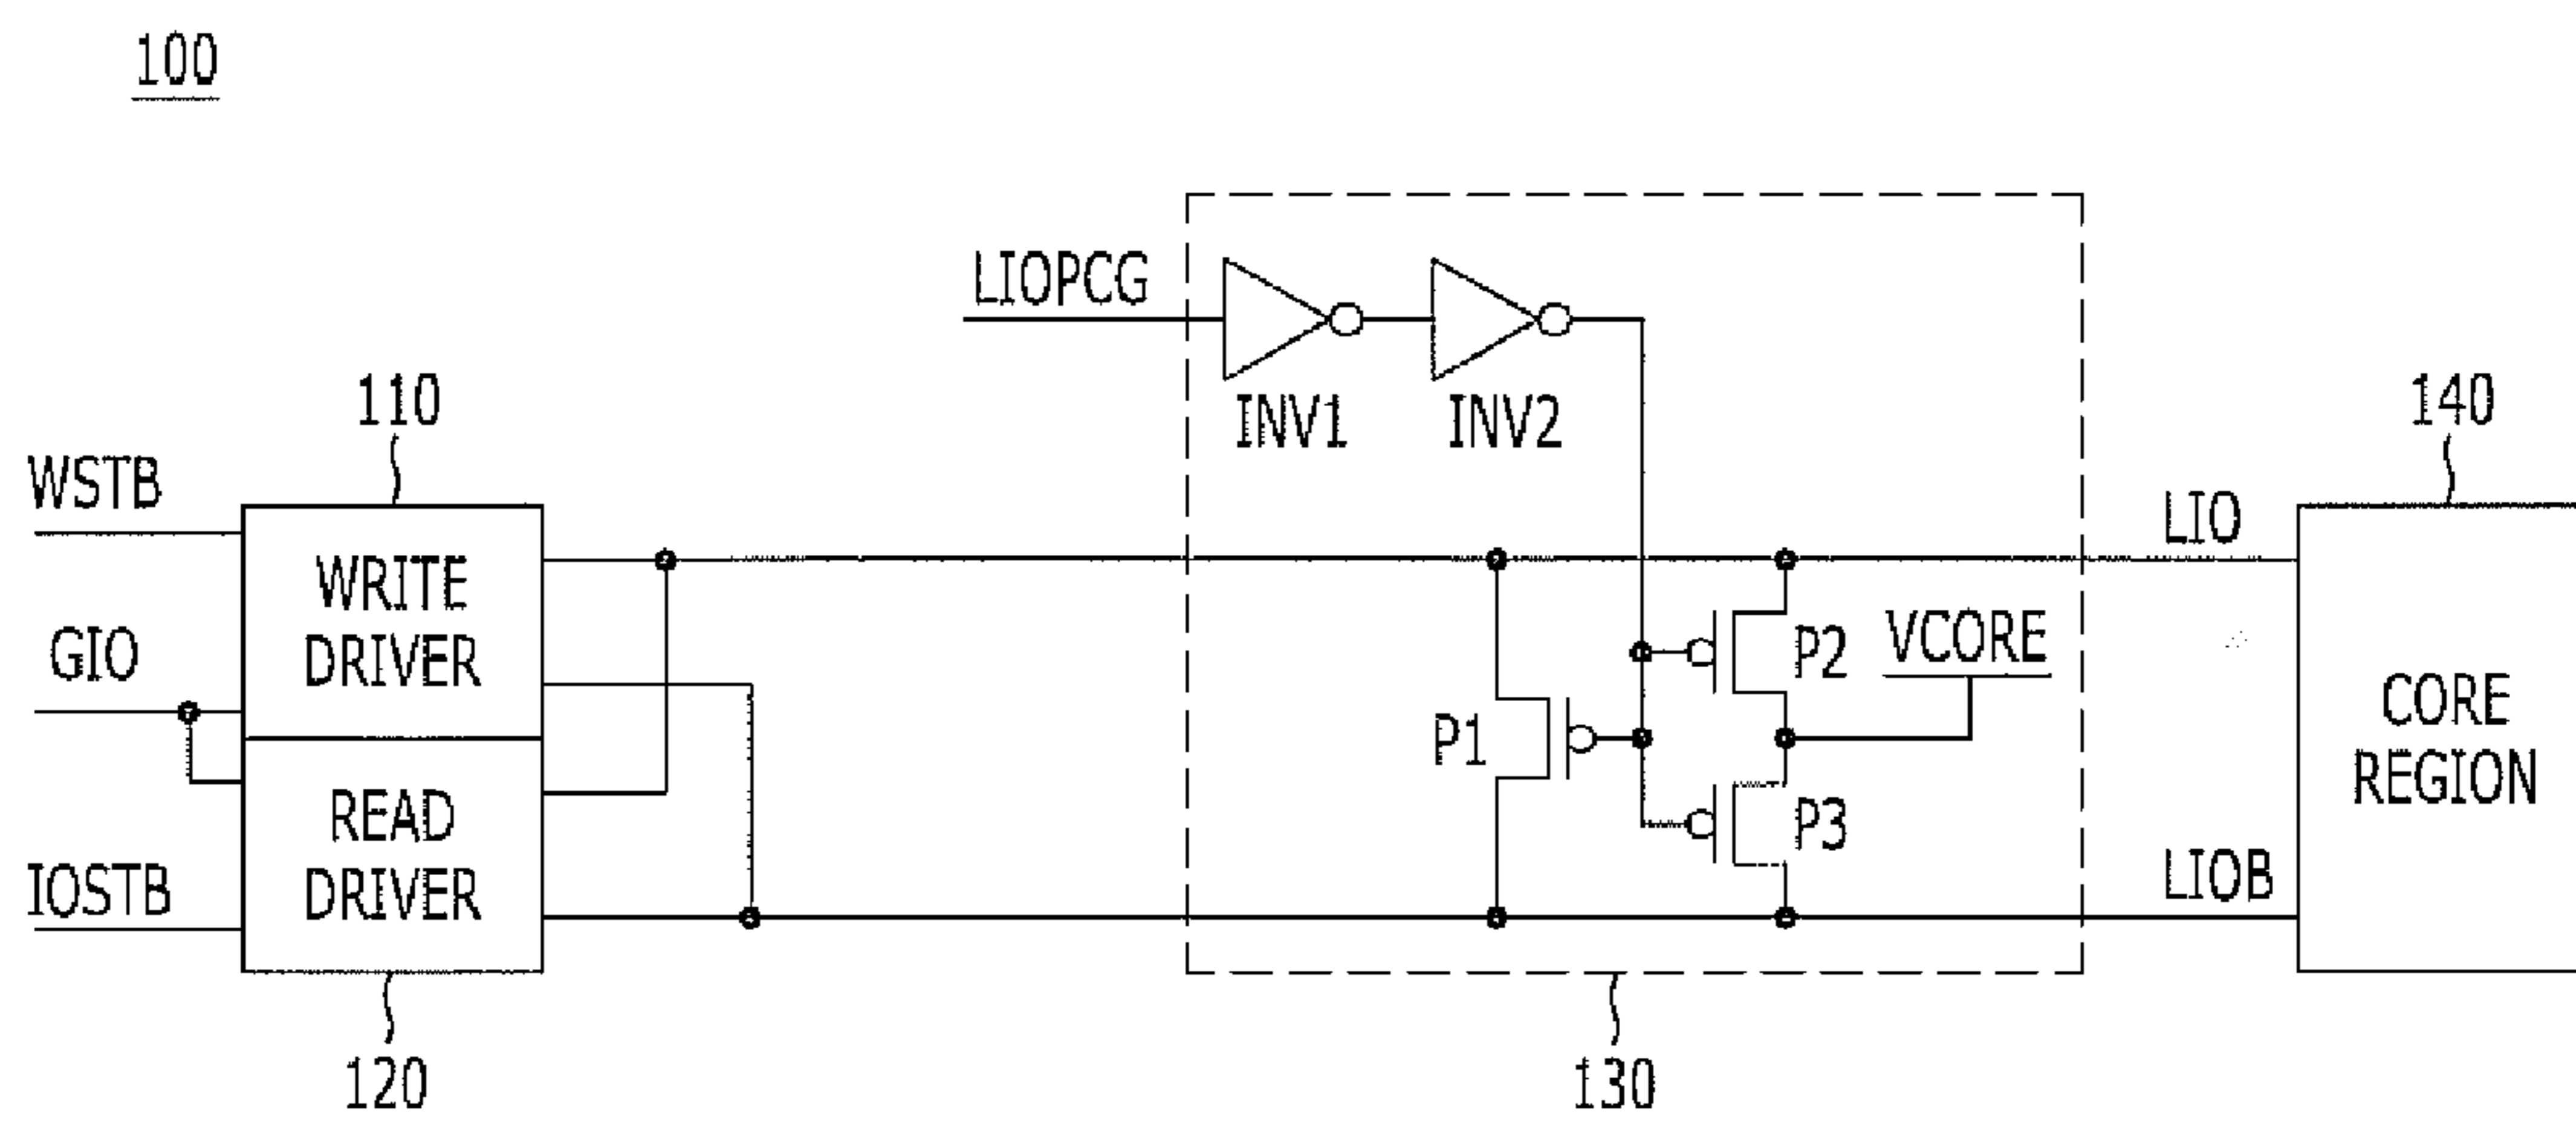 100
LIOPCG
INV1
INV2
110
140
WSTB
LIO
WRITE
DRIVER
GIO
P2
VCORE
P1
CORE
REGION
READ
DRIVER
P3
IOSTB
LIOB
120
130